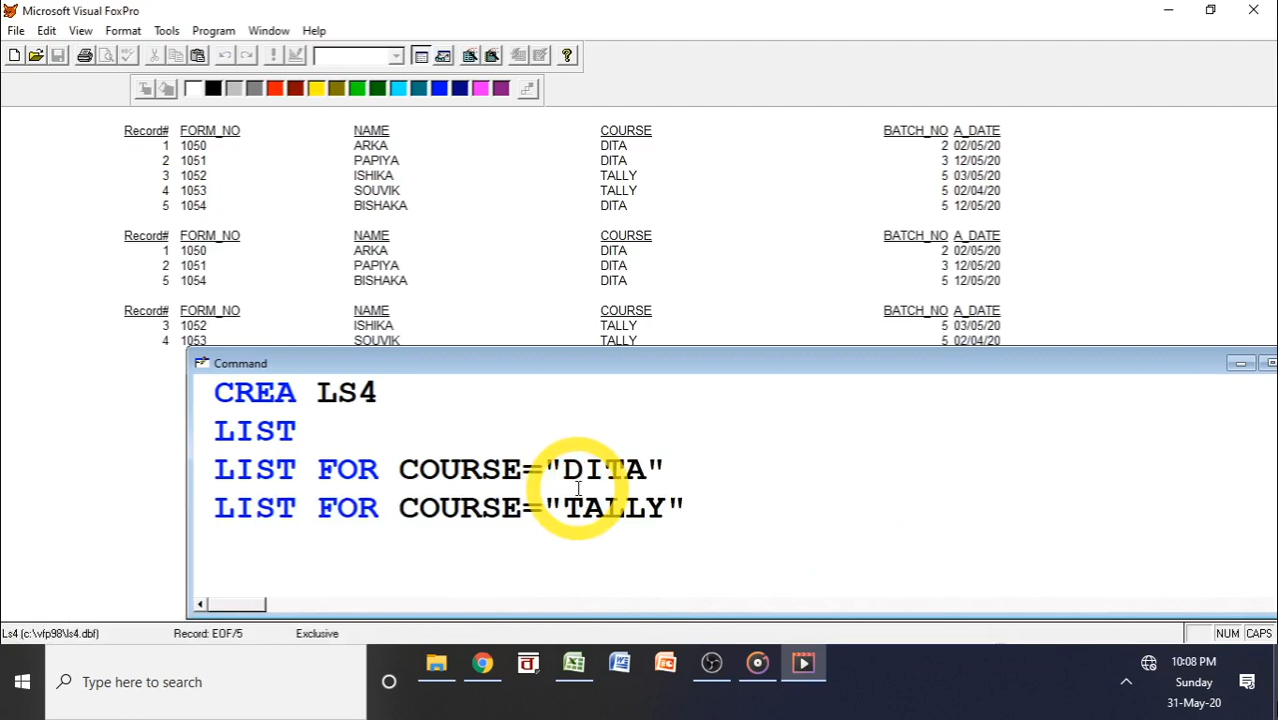 Microsoft Visual FoxPro
File Edit View Format Tools Program Window Help
Record# FORM_NO NAME COURSE BATCH_NO A_DATE
1 1050 ARKA DITA 2 02/05/20
2 1051 PAPIYA DITA 3 12/05/20
3 1052 ISHIKA TALLY 5 03/05/20
4 1053 SOUVIK TALLY 5 02/04/20
5 1054 BISHAKA DITA 5 12/05/20
Record# FORM_NO NAME COURSE BATCH_NO A_DATE
1 1050 ARKA DITA 2 02/05/20
2 1051 PAPIYA DITA 3 12/05/20
5 1054 BISHAKA DITA 5 12/05/20
Record# FORM_NO NAME COURSE BATCH_NO A_DATE
3 1052 ISHIKA TALLY 5 03/05/20
4 1053 SOUVIK TALLY 5 02/04/20
Command
CREA LS4
LIST
LIST FOR COURSE="DITA"
LIST FOR COURSE="TALLY"
Ls4 (c:\vfp98\ls4.dbf) Record: EOF/5 Exclusive NUM CAPS
Type here to search
10:08 PM
Sunday
31-May-20